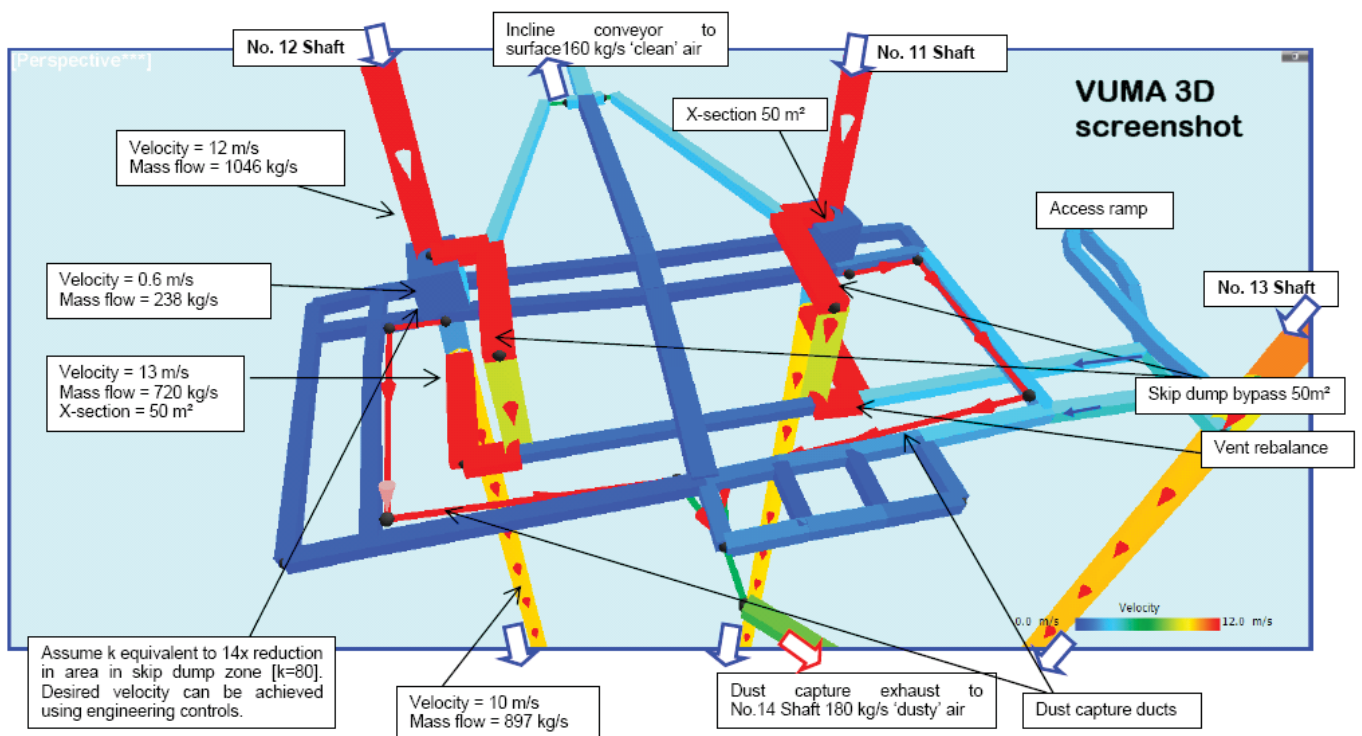 No. 12 Shaft
Incline conveyor to
surface160 kg/s ‘clean’ air
No. 11 Shaft
[Perspective***]
VUMA 3D
screenshot
X-section 50 m²
Velocity = 12 m/s
Mass flow = 1046 kg/s
Access ramp
Velocity = 0.6 m/s
Mass flow = 238 kg/s
No. 13 Shaft
Velocity = 13 m/s
Mass flow = 720 kg/s
X-section = 50 m²
Skip dump bypass 50m²
Vent rebalance
Velocity
0.0 m/s
12.0 m/s
Assume k equivalent to 14x reduction
in area in skip dump zone [k=80].
Desired velocity can be achieved
using engineering controls.
Velocity = 10 m/s
Mass flow = 897 kg/s
Dust capture exhaust to
No.14 Shaft 180 kg/s ‘dusty’ air
Dust capture ducts